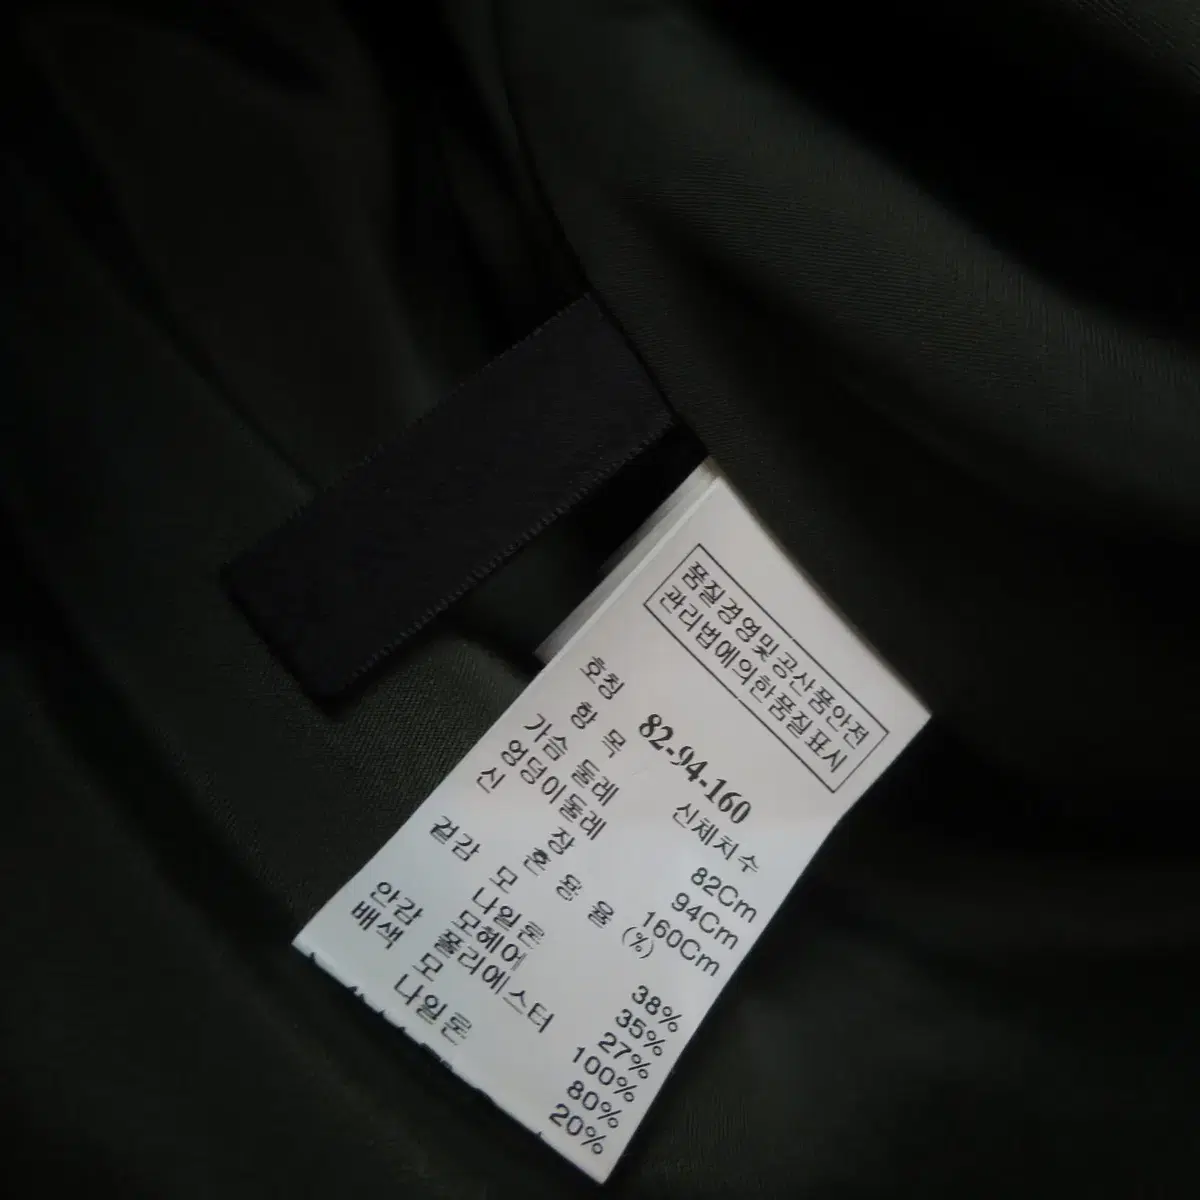 품질경영및공산품안전
관리법에의한품질표시
호칭 82-94-160
항 목 신체치수
가슴 둘레 82Cm
엉덩이둘레 94Cm
신 장 160Cm
혼 용 율 (%)
겉감 모 38%
나일론 35%
모헤어 27%
안감 폴리에스터 100%
배색 모 80%
나일론 20%